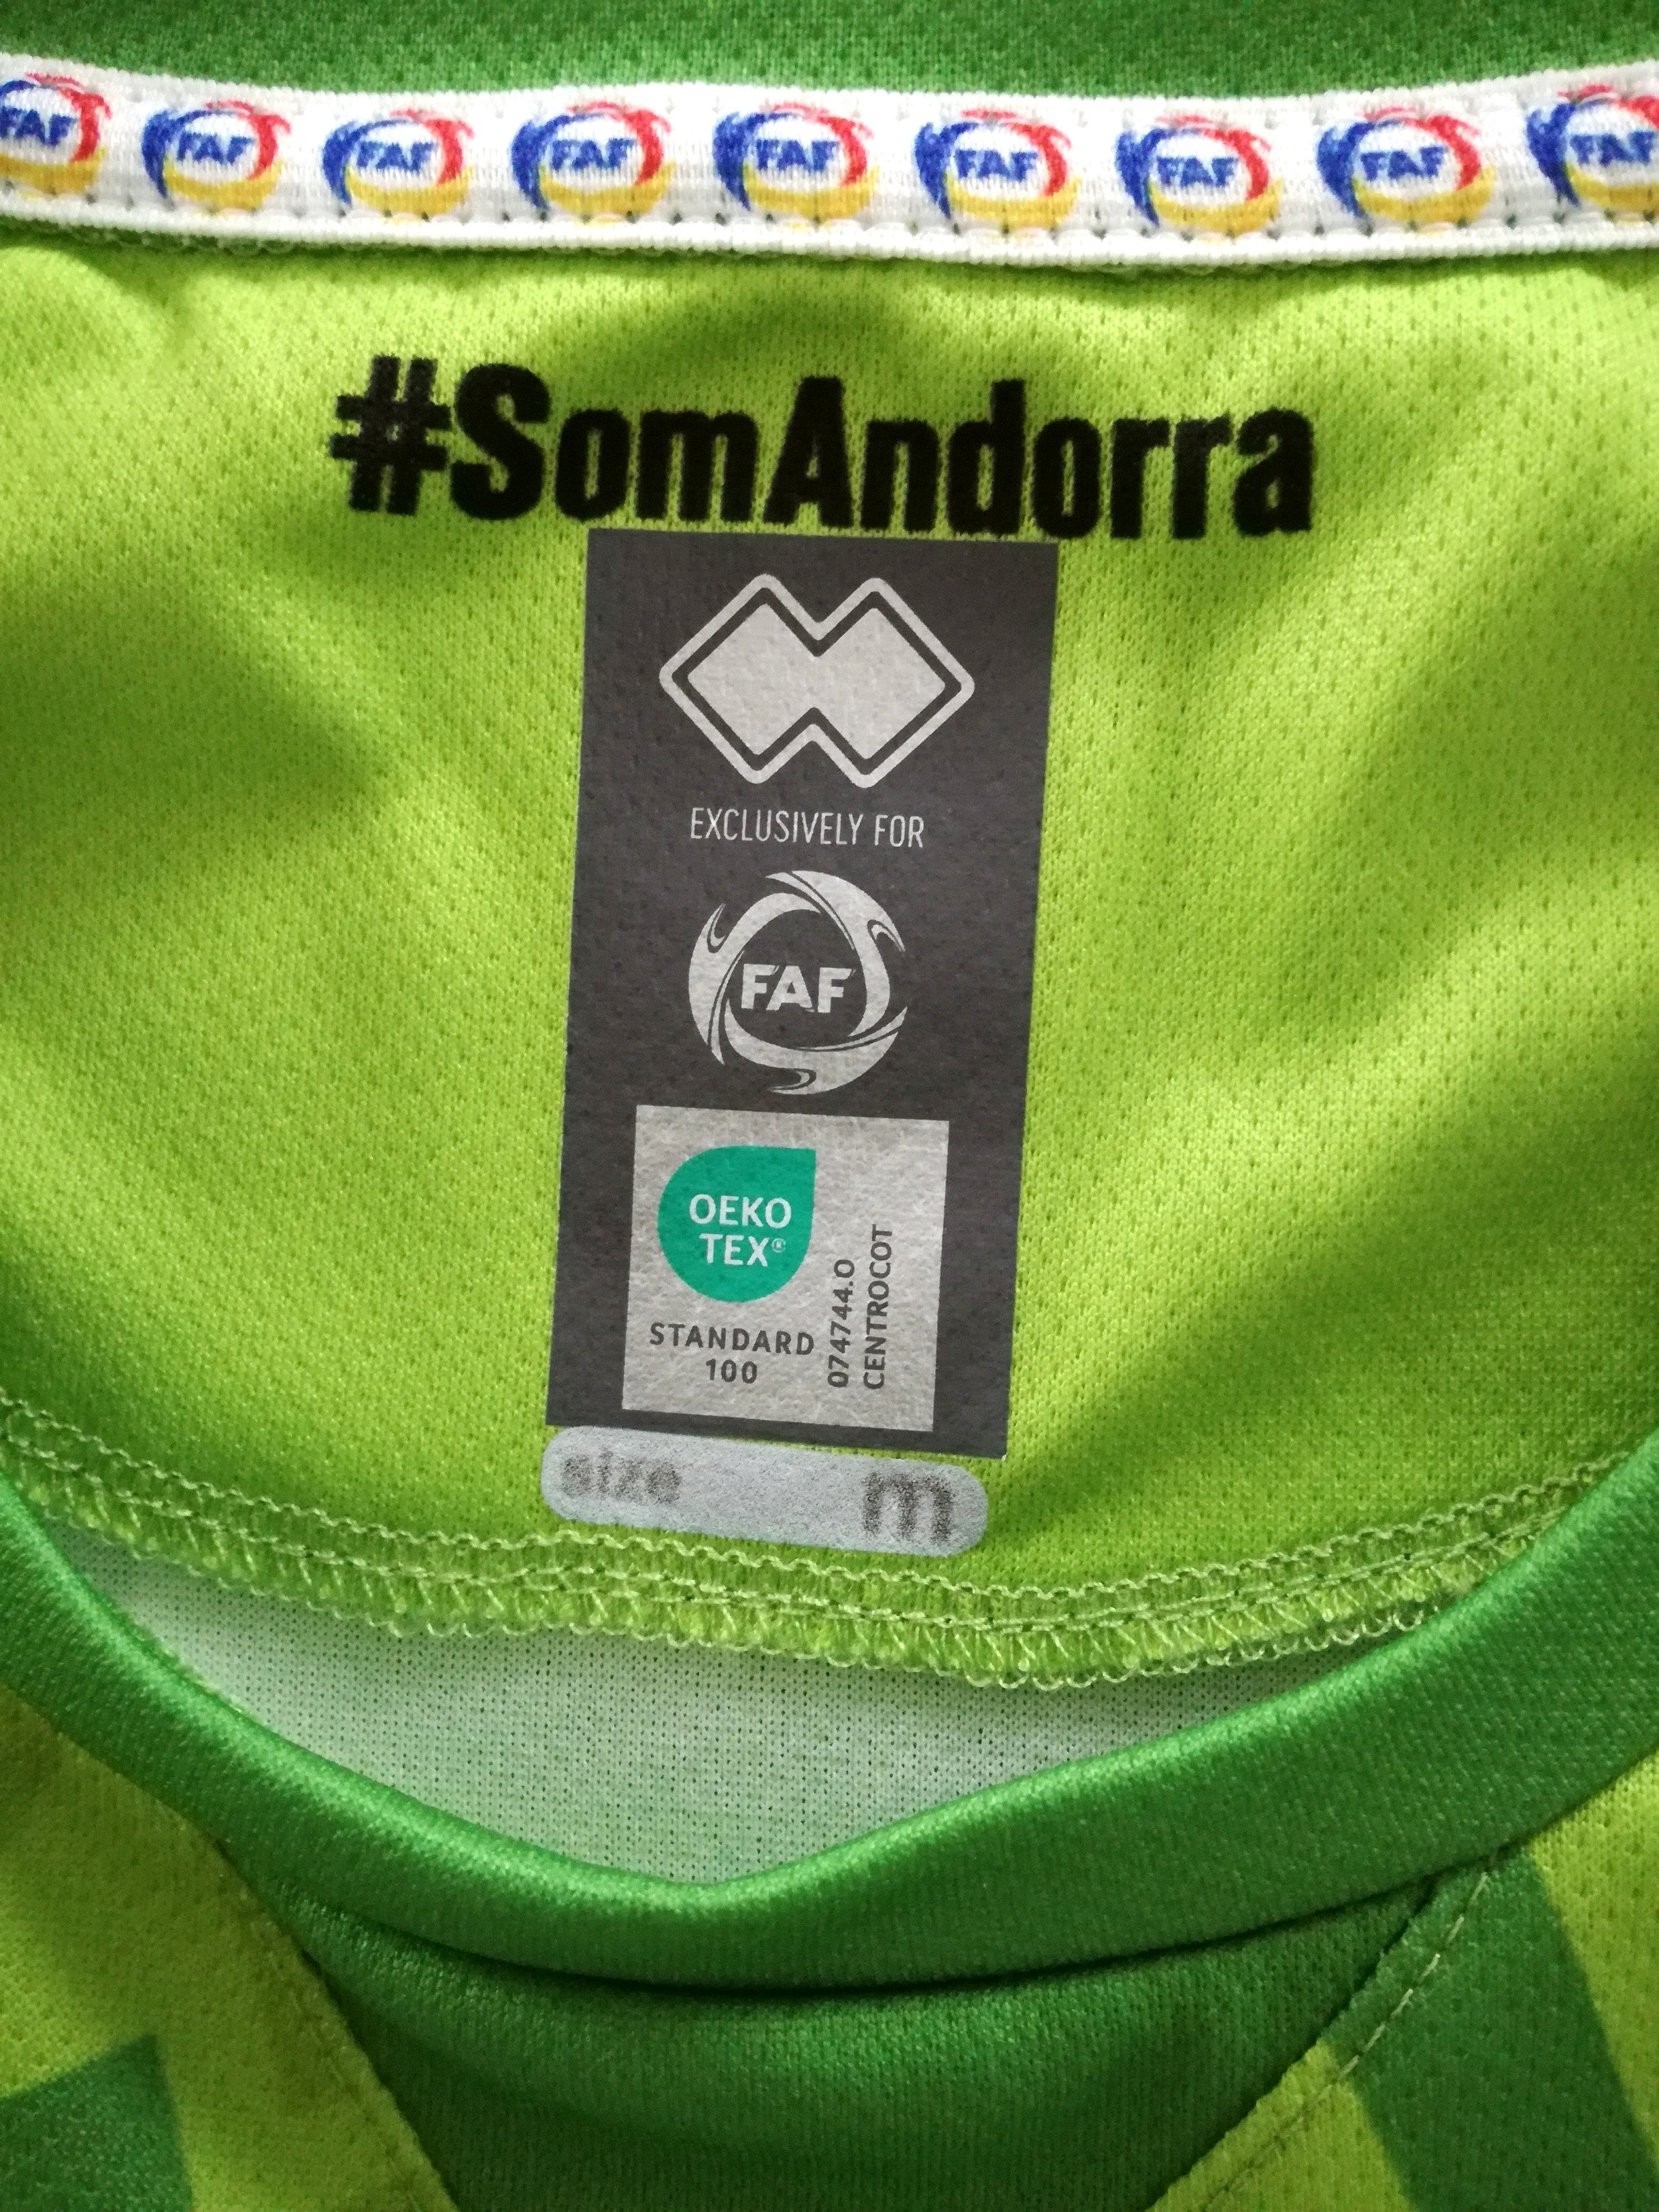 FAF FAF FAF FAF FAF FAF FAF FAF FAF
#SomAndorra
EXCLUSIVELY FOR
FAF
OEKO
TEX®
STANDARD
100
074744.O
CENTROCOT
size m